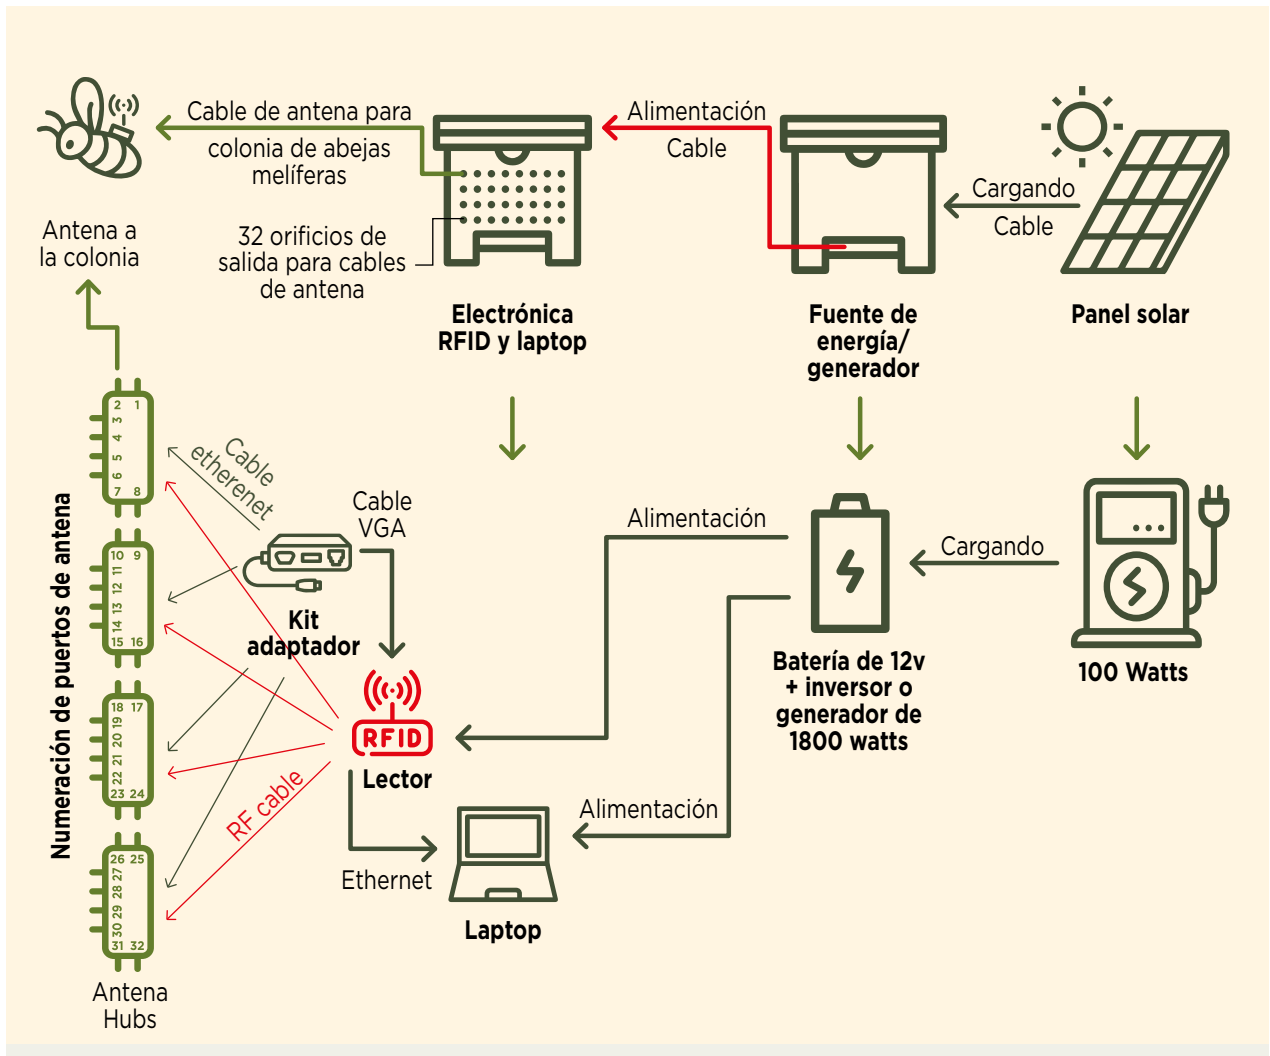 Cable de antena para
colonia de abejas
melíferas
Alimentación
Cable
Cargando
Cable
Antena a
la colonia
32 orificios de
salida para cables
de antena
Electrónica
RFID y laptop
Fuente de
energía/
generador
Panel solar
Numeración de puertos de antena
2 1
3
4
5
6
7 8
10 9
11
12
13
14
15 16
18 17
19
20
21
22
23 24
26 25
27
28
29
30
31 32
Antena
Hubs
Cable
etherenet
Cable
VGA
Kit
adaptador
RFID
Lector
RF cable
Ethernet
Laptop
Alimentación
Alimentación
Cargando
Batería de 12v
+ inversor o
generador de
1800 watts
100 Watts